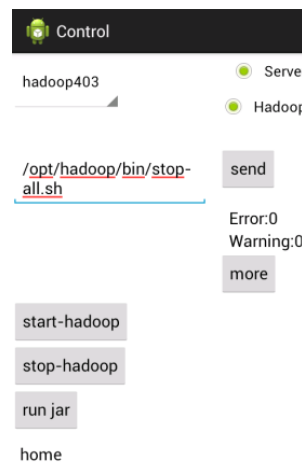 Control
hadoop403
Serve
Hadoop
/opt/hadoop/bin/stop-
all.sh
send
Error:0
Warning:0
more
start-hadoop
stop-hadoop
run jar
home